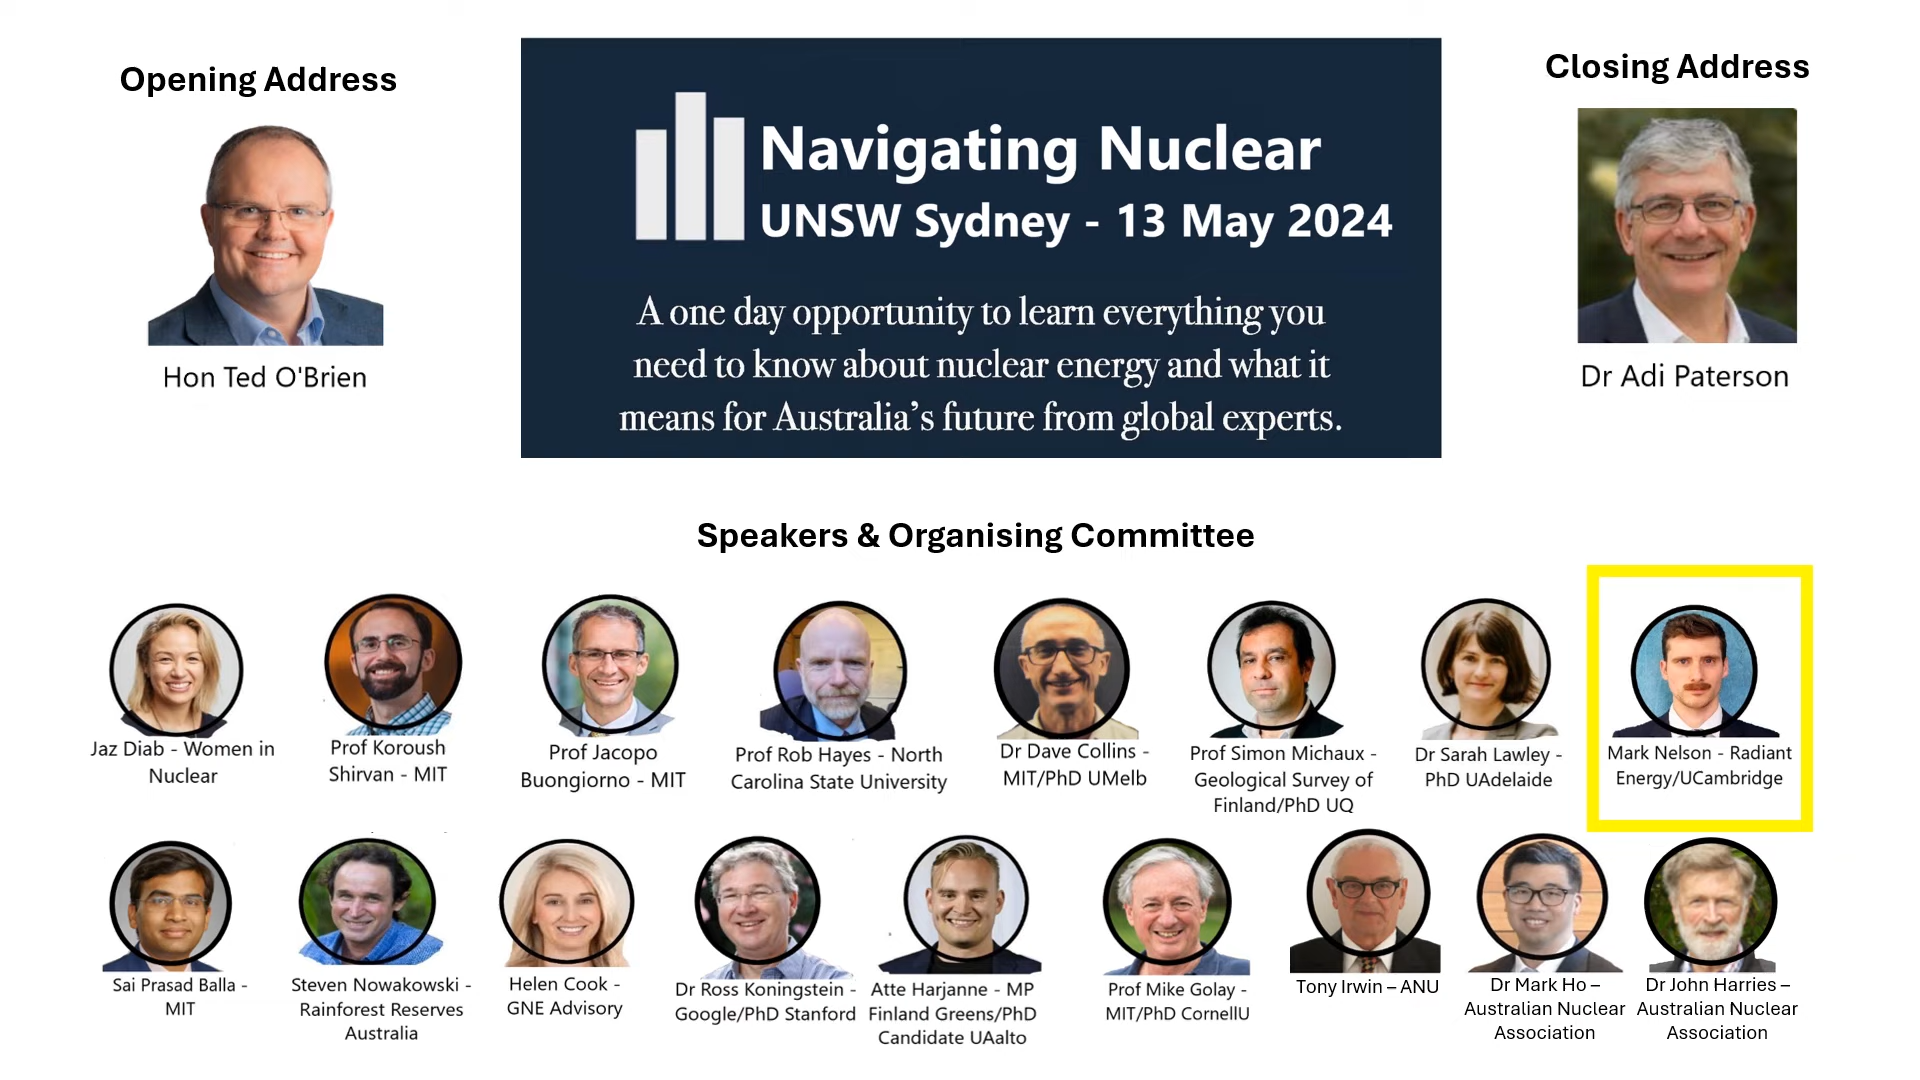 Opening Address
Hon Ted O'Brien
Navigating Nuclear
UNSW Sydney - 13 May 2024
A one day opportunity to learn everything you
need to know about nuclear energy and what it
means for Australia’s future from global experts.
Closing Address
Dr Adi Paterson
Speakers & Organising Committee
Jaz Diab - Women in
Nuclear
Prof Koroush
Shirvan - MIT
Prof Jacopo
Buongiorno - MIT
Prof Rob Hayes - North
Carolina State University
Dr Dave Collins -
MIT/PhD UMelb
Prof Simon Michaux -
Geological Survey of
Finland/PhD UQ
Dr Sarah Lawley -
PhD UAdelaide
Mark Nelson - Radiant
Energy/UCambridge
Sai Prasad Balla -
MIT
Steven Nowakowski -
Rainforest Reserves
Australia
Helen Cook -
GNE Advisory
Dr Ross Koningstein -
Google/PhD Stanford
Atte Harjanne - MP
Finland Greens/PhD
Candidate UAalto
Prof Mike Golay -
MIT/PhD CornellU
Tony Irwin – ANU
Dr Mark Ho –
Australian Nuclear
Association
Dr John Harries –
Australian Nuclear
Association